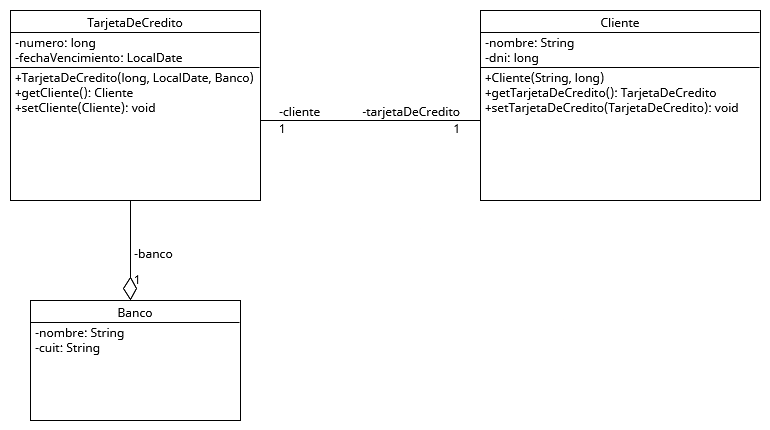 TarjetaDeCredito
-numero: long
-fechaVencimiento: LocalDate
+TarjetaDeCredito(long, LocalDate, Banco)
+getCliente(): Cliente
+setCliente(Cliente): void
-cliente
1
-tarjetaDeCredito
1
Cliente
-nombre: String
-dni: long
+Cliente(String, long)
+getTarjetaDeCredito(): TarjetaDeCredito
+setTarjetaDeCredito(TarjetaDeCredito): void
-banco
1
Banco
-nombre: String
-cuit: String